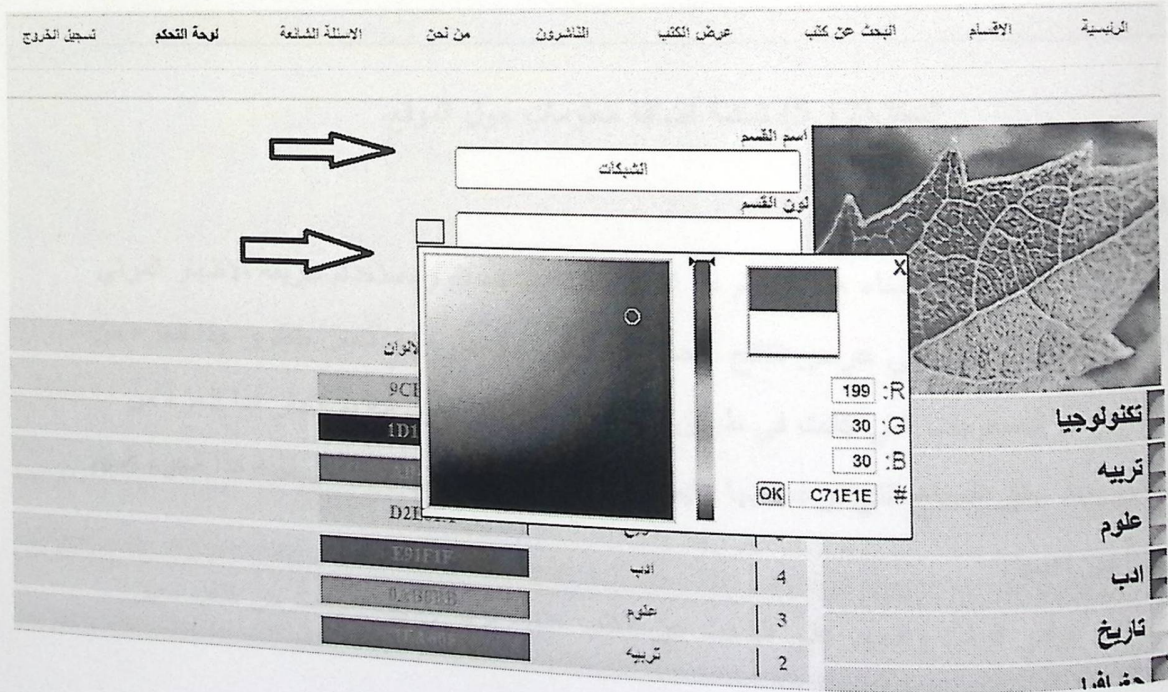 الرئيسية الاقسام البحث عن كتب عرض الكتب الناشرون من نحن الاسئلة الشائعة لوحة التحكم تسجيل الخروج
اسم القسم
الشبكات
لون القسم
X
R: 199
G: 30
B: 30
# C71E1E OK
تكنولوجيا
تربيه
علوم
ادب
تاريخ
جغرافيا
4 ادب E91F1F
3 علوم
2 تربيه